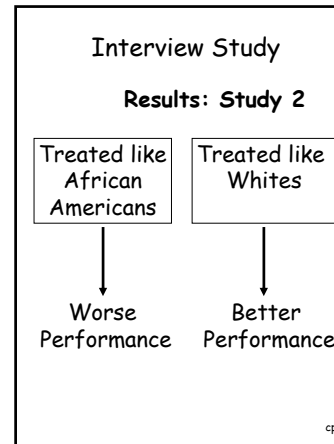 Interview Study
Results: Study 2
Treated like
African
Americans
Treated like
Whites
Worse
Performance
Better
Performance